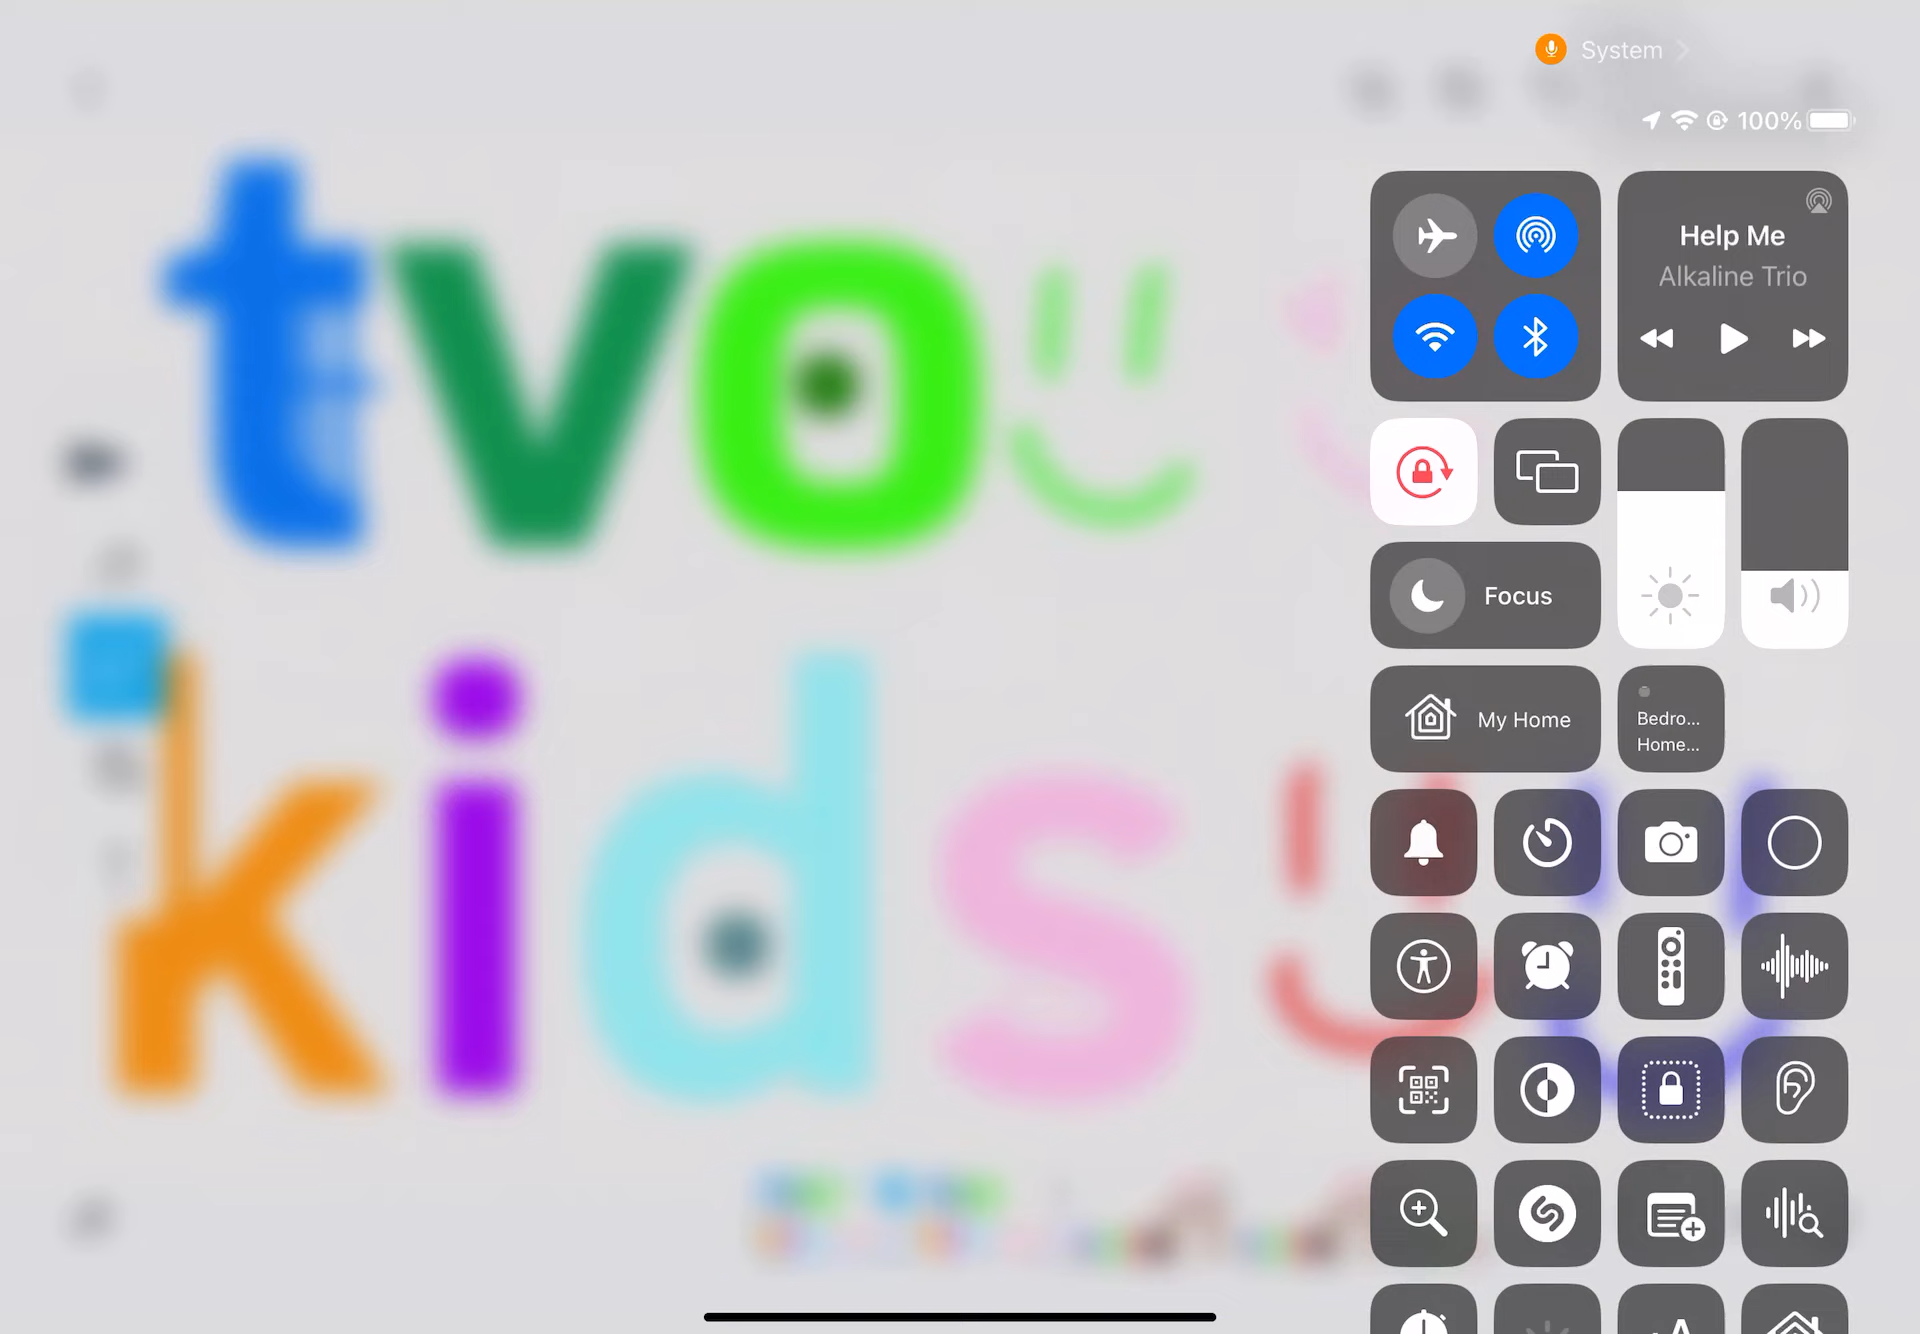 System
100%
Help Me
Alkaline Trio
Focus
My Home
Bedro...
Home...
tvo
kids